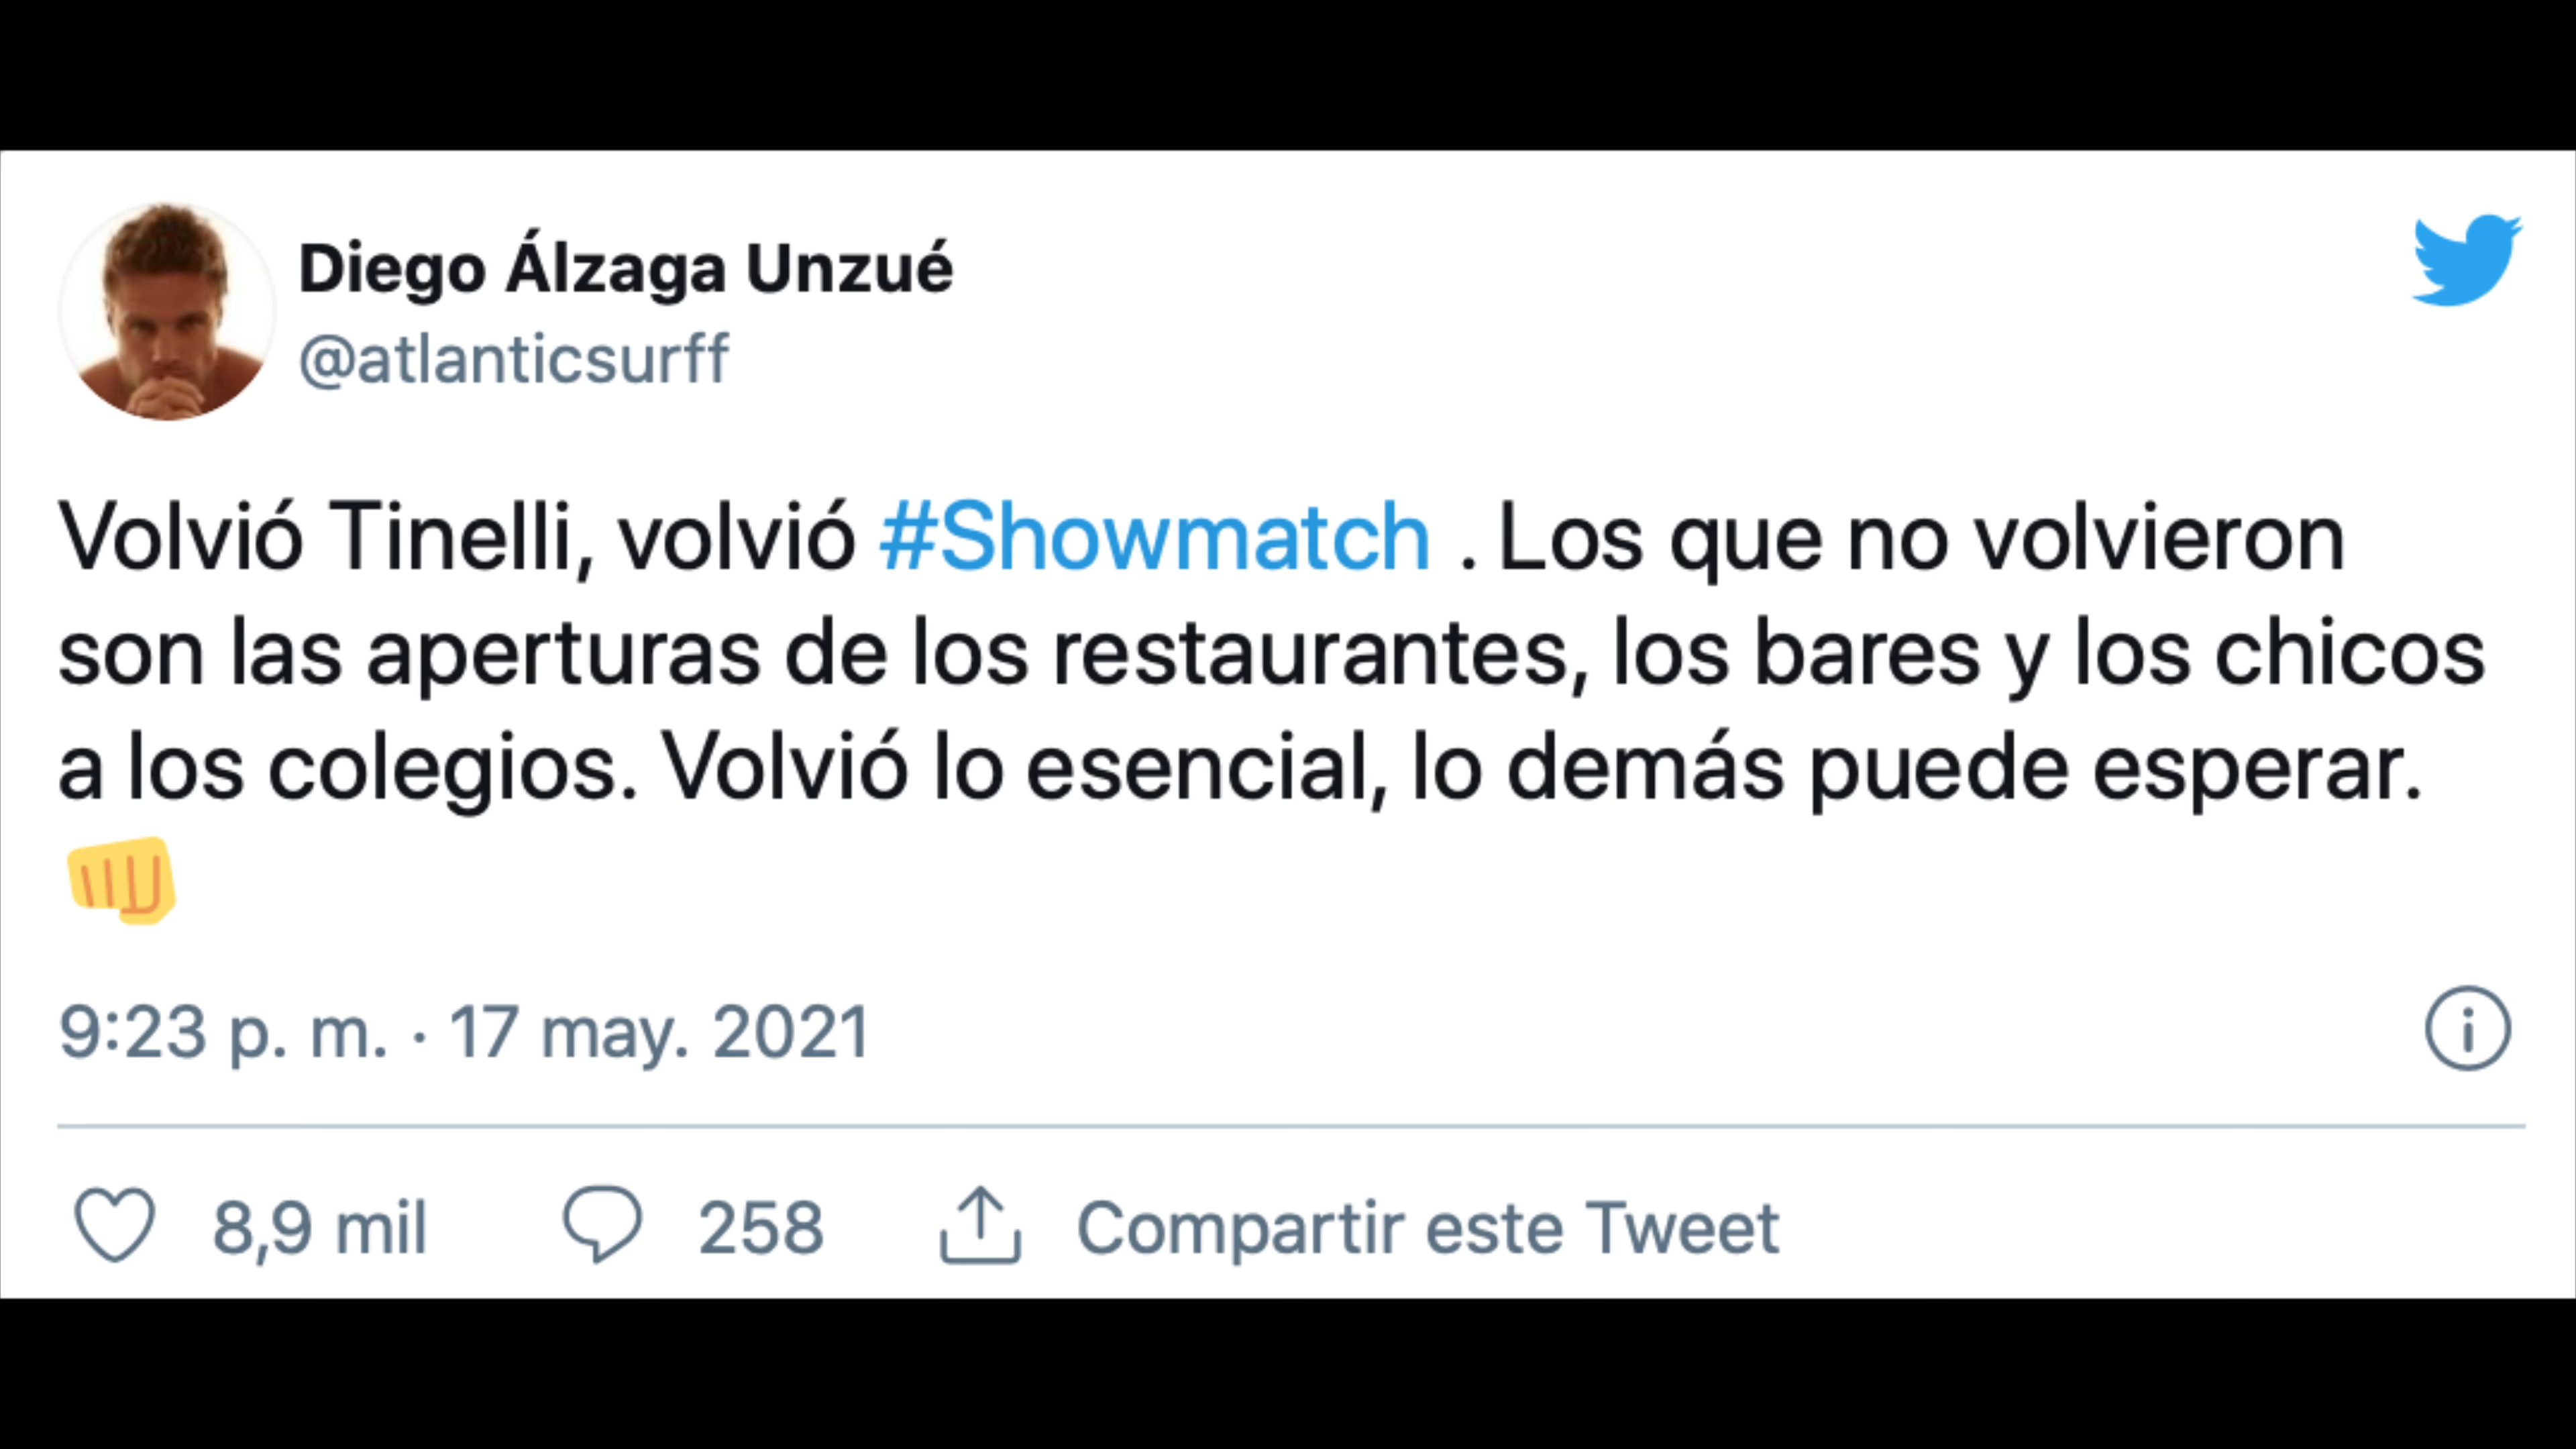 Diego Álzaga Unzué
@atlanticsurff
Volvió Tinelli, volvió #Showmatch . Los que no volvieron
son las aperturas de los restaurantes, los bares y los chicos
a los colegios. Volvió lo esencial, lo demás puede esperar.
👊
9:23 p. m. · 17 may. 2021
8,9 mil 258 Compartir este Tweet